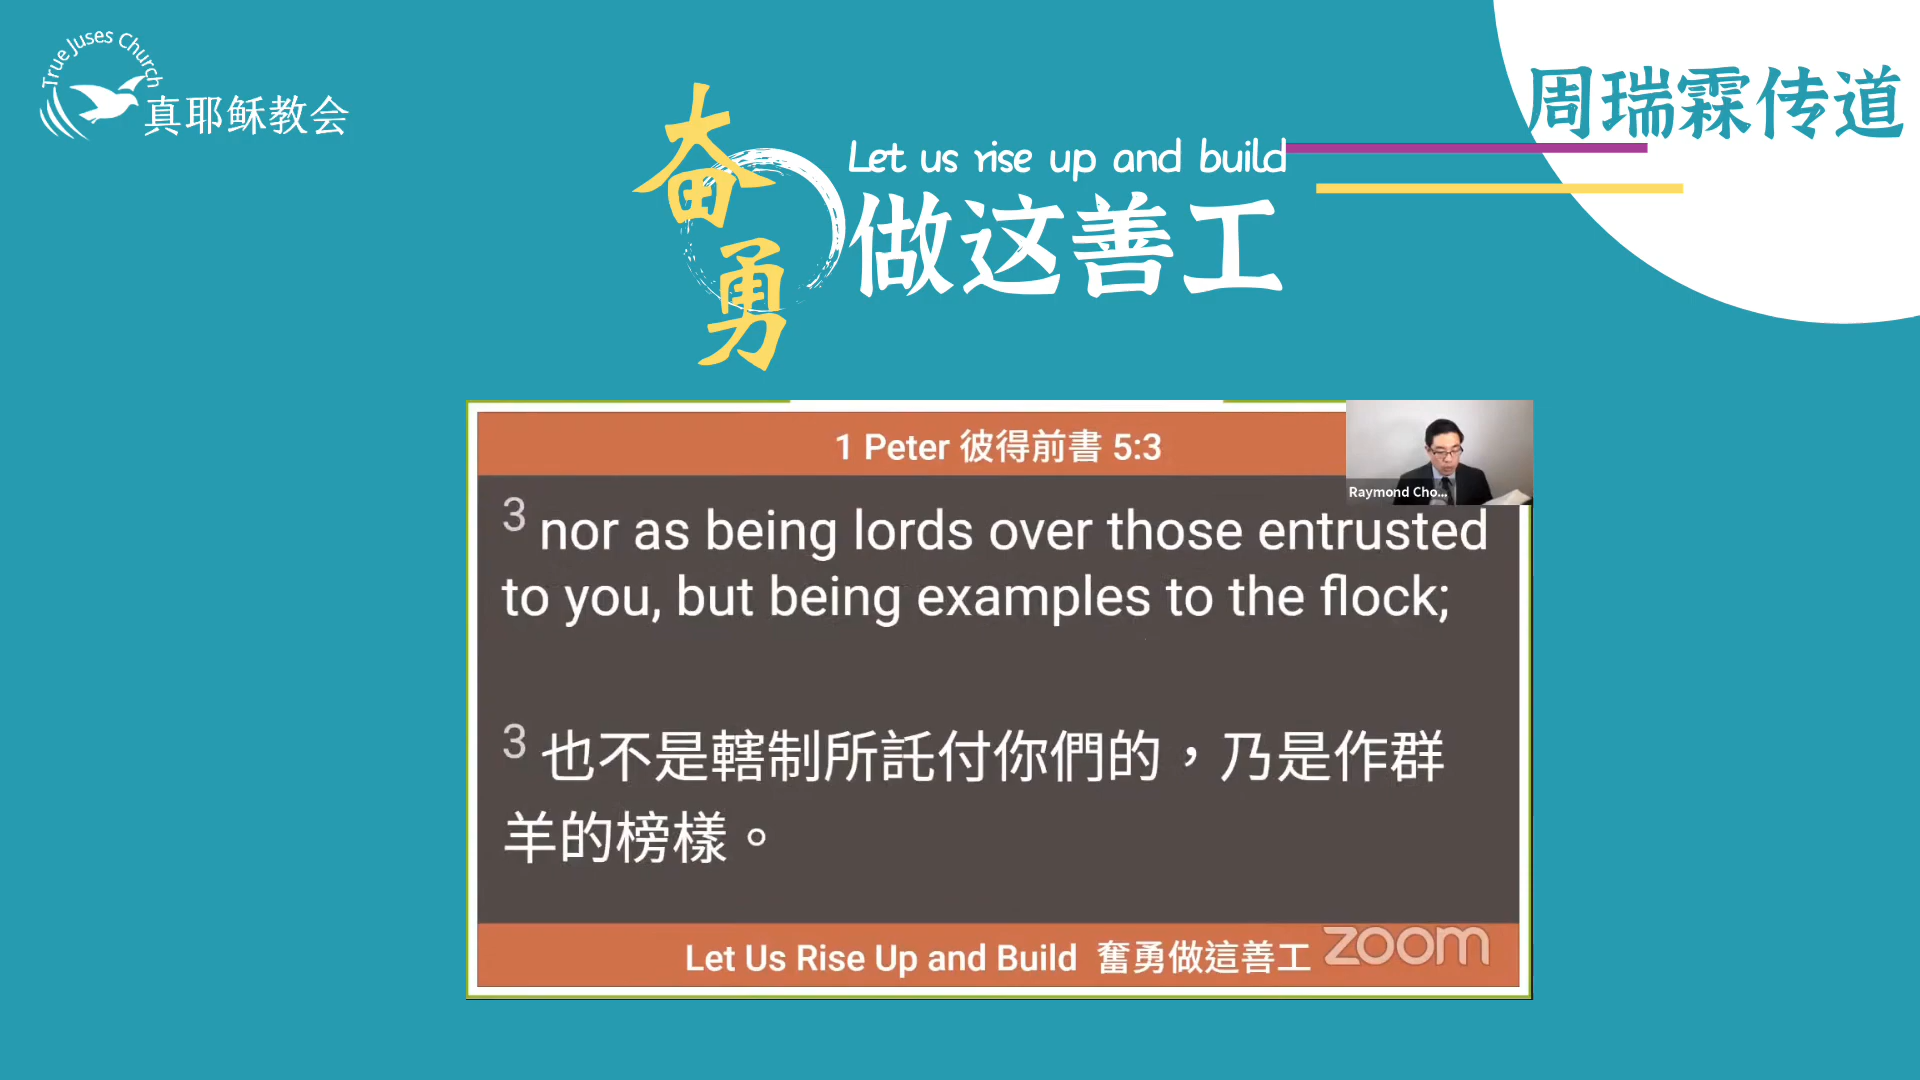 True Juses Church
真耶稣教会
奋勇
Let us rise up and build
做这善工
周瑞霖传道
1 Peter 彼得前書 5:3
Raymond Cho...
3 nor as being lords over those entrusted
to you, but being examples to the flock;
3 也不是轄制所託付你們的，乃是作群
羊的榜樣。
Let Us Rise Up and Build 奮勇做這善工
zoom